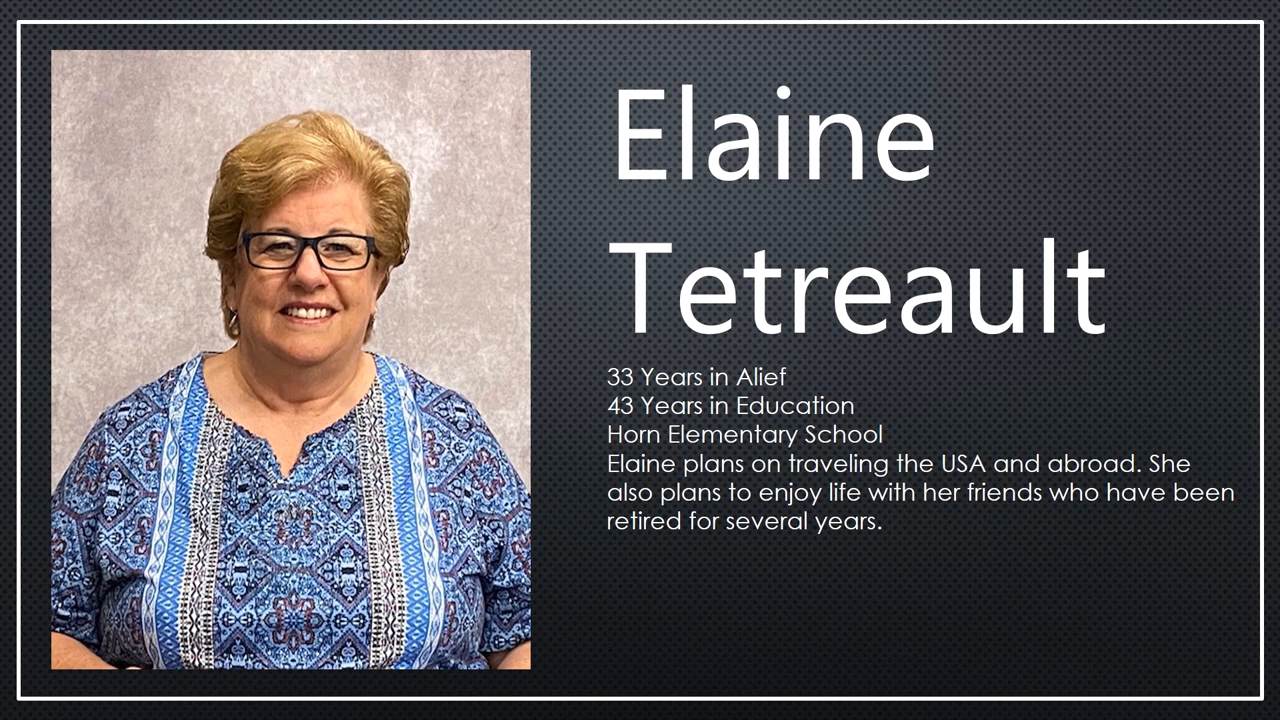 Elaine
Tetreault
33 Years in Alief
43 Years in Education
Horn Elementary School
Elaine plans on traveling the USA and abroad. She
also plans to enjoy life with her friends who have been
retired for several years.